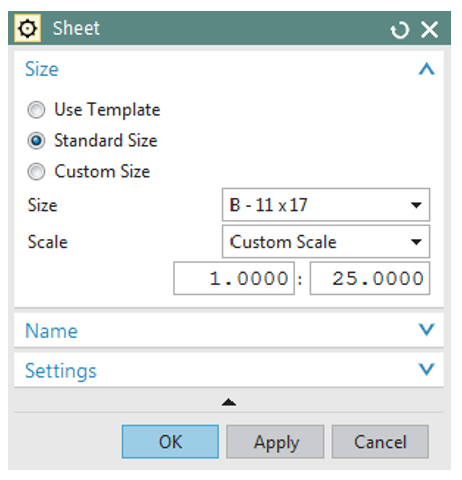 Sheet
Size
Use Template
Standard Size
Custom Size
Size B - 11 x 17
Scale Custom Scale
1.0000 : 25.0000
Name
Settings
OK Apply Cancel